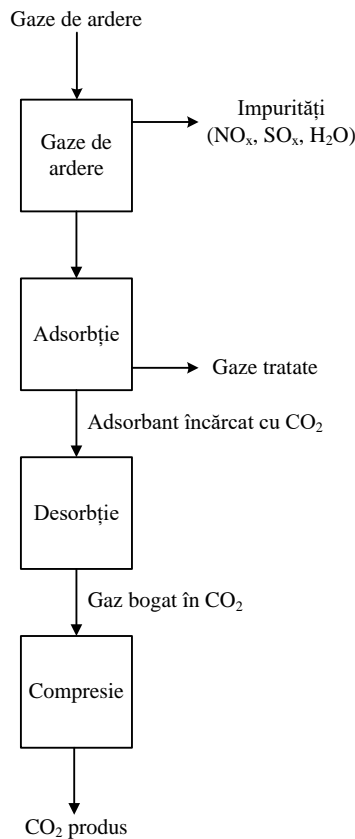 Gaze de ardere
Gaze de
ardere
Impurități
(NOₓ, SOₓ, H₂O)
Adsorbție
Gaze tratate
Adsorbant încărcat cu CO₂
Desorbție
Gaz bogat în CO₂
Compresie
CO₂ produs